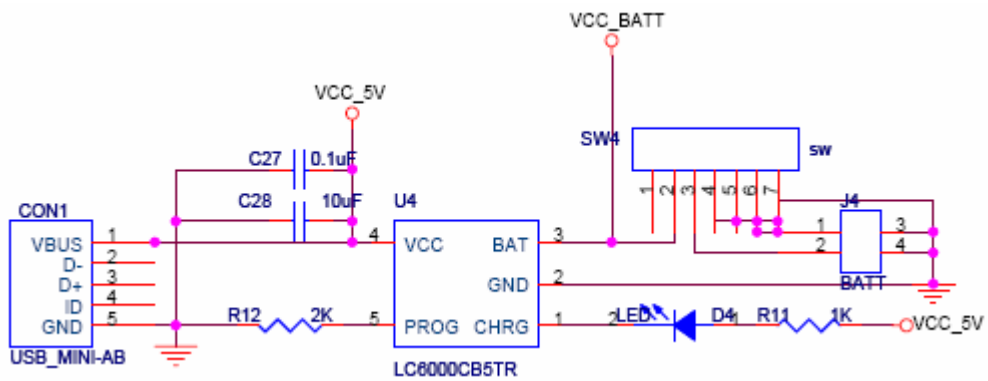 VCC_BATT
VCC_5V
SW4
sw
C27 0.1uF
C28 10uF
U4
1 2 3 4 5 6 7
J4
CON1
VBUS 1
D- 2
D+ 3
ID 4
GND 5
USB_MINI-AB
4 VCC BAT 3
GND 2
5 PROG CHRG 1
LC6000CB5TR
R12 2K
1 3
2 4
BATT
2 LED D4 1 R11 1K
VCC_5V